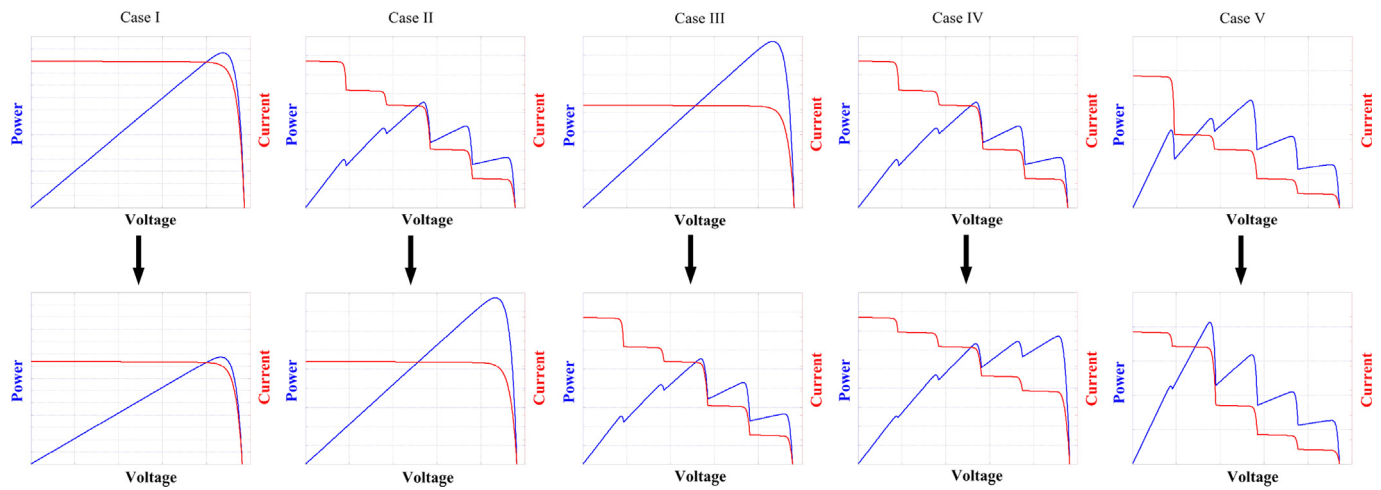 Case I
Case II
Case III
Case IV
Case V
Power
Current
Power
Current
Power
Current
Power
Current
Power
Current
Voltage
Voltage
Voltage
Voltage
Voltage
Power
Current
Power
Current
Power
Current
Power
Current
Power
Current
Voltage
Voltage
Voltage
Voltage
Voltage